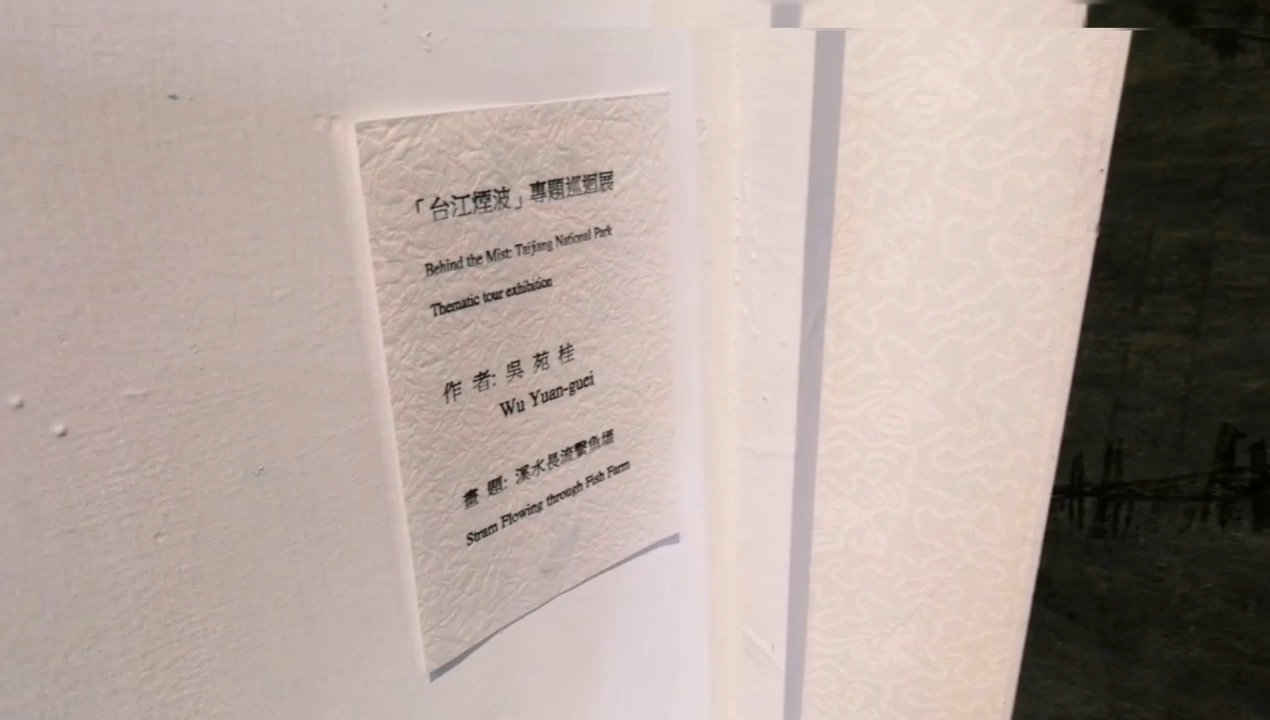 「台江煙波」專題巡迴展
Behind the Mist: Taijiang National Park
Thematic tour exhibition
作 者: 吳 苑 桂
Wu Yuan-guei
畫 題: 溪水長流繫魚塭
Stram Flowing through Fish Farm